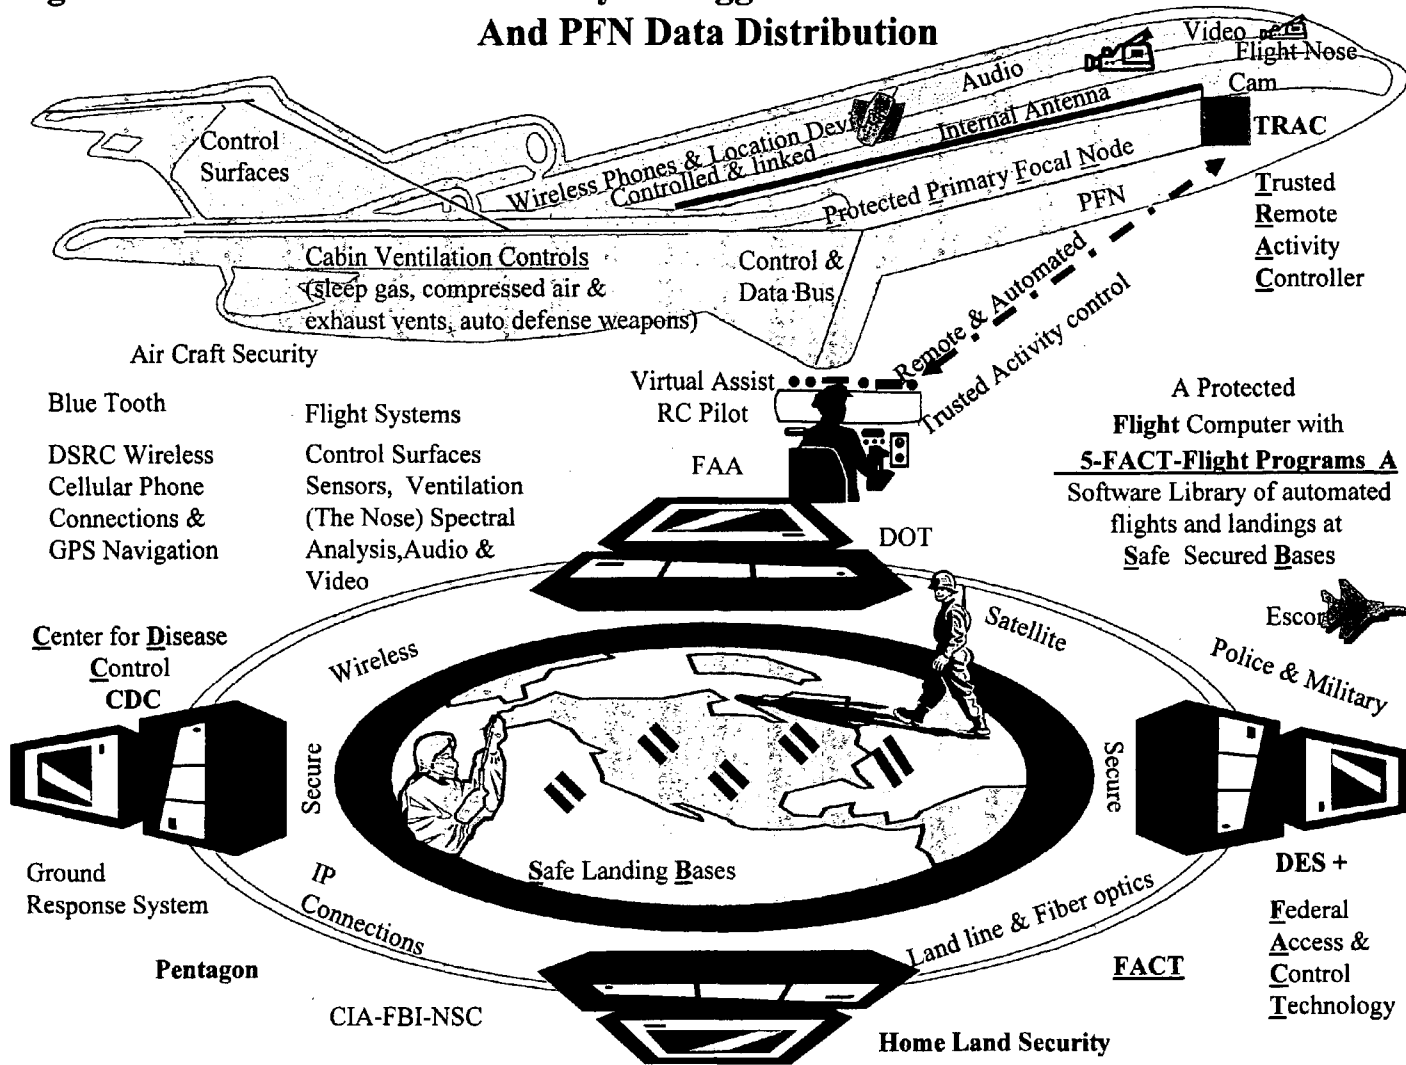 And PFN Data Distribution
Video
Flight Nose
Cam
Audio
Internal Antenna
Wireless Phones & Location Devi
Controlled & linked
Protected Primary Focal Node
PFN
TRAC
Trusted
Remote
Activity
Controller
Control
Surfaces
Cabin Ventilation Controls
(sleep gas, compressed air &
exhaust vents, auto defense weapons)
Control &
Data Bus
Remote & Automated
Trusted Activity control
Air Craft Security
Virtual Assist
RC Pilot
FAA
DOT
Blue Tooth
DSRC Wireless
Cellular Phone
Connections &
GPS Navigation
Flight Systems
Control Surfaces
Sensors, Ventilation
(The Nose) Spectral
Analysis,Audio &
Video
A Protected
Flight Computer with
5-FACT-Flight Programs A
Software Library of automated
flights and landings at
Safe Secured Bases
Escor
Police & Military
Center for Disease
Control
CDC
Wireless
Satellite
Secure
Secure
Safe Landing Bases
IP
Connections
Land line & Fiber optics
Ground
Response System
Pentagon
CIA-FBI-NSC
Home Land Security
FACT
DES +
Federal
Access &
Control
Technology